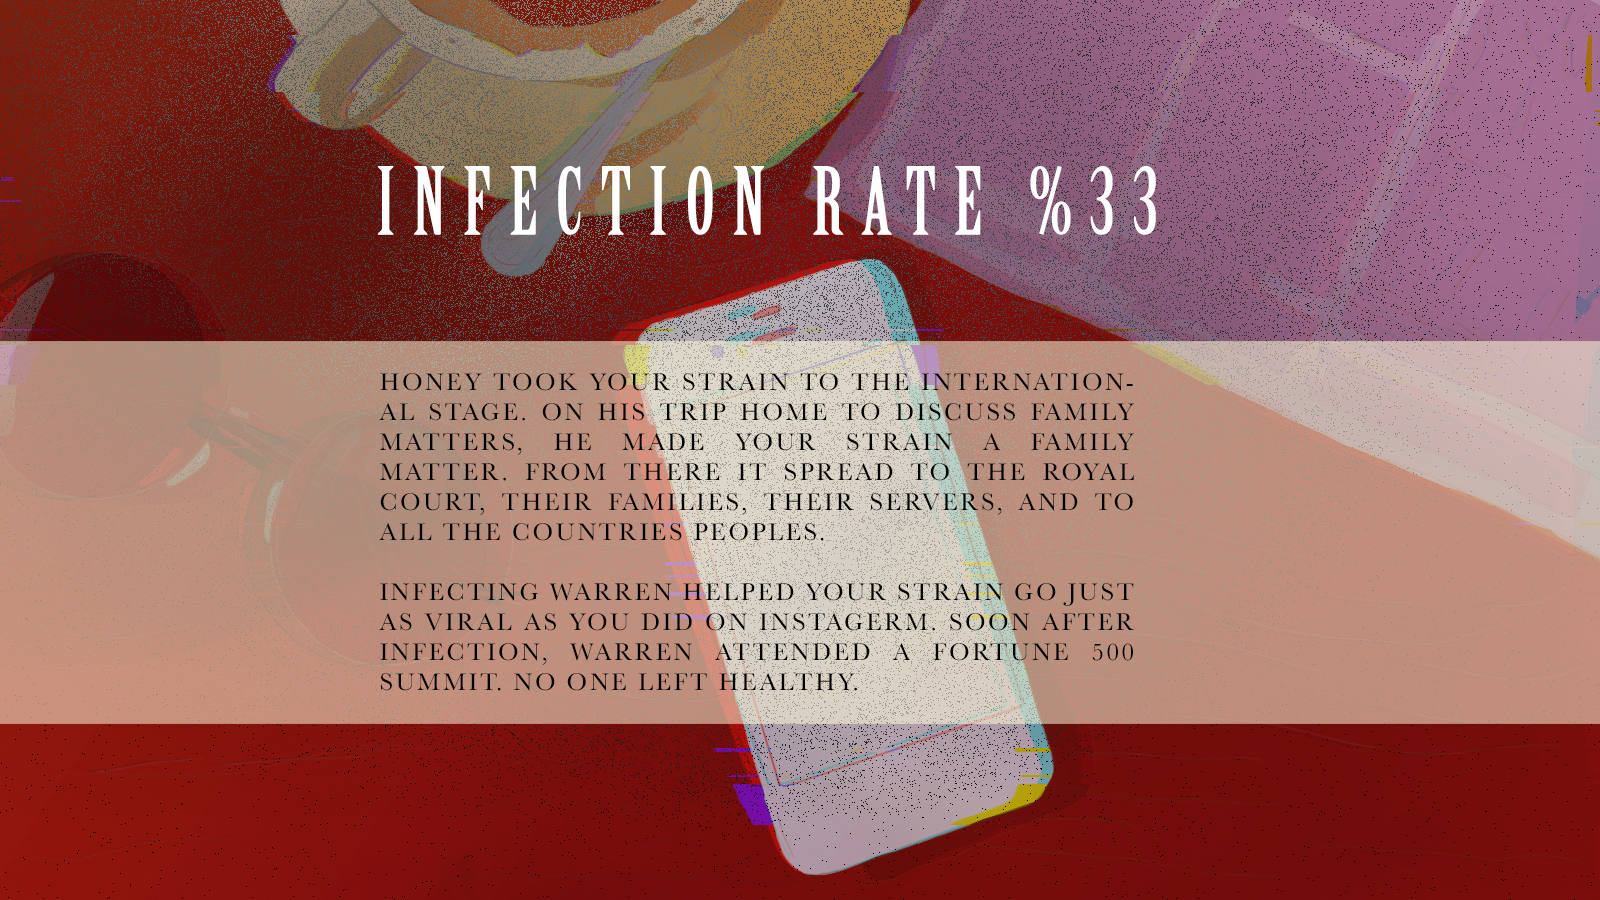 INFECTION RATE %33
HONEY TOOK YOUR STRAIN TO THE INTERNATION-
AL STAGE. ON HIS TRIP HOME TO DISCUSS FAMILY
MATTERS, HE MADE YOUR STRAIN A FAMILY
MATTER. FROM THERE IT SPREAD TO THE ROYAL
COURT, THEIR FAMILIES, THEIR SERVERS, AND TO
ALL THE COUNTRIES PEOPLES.
INFECTING WARREN HELPED YOUR STRAIN GO JUST
AS VIRAL AS YOU DID ON INSTAGERM. SOON AFTER
INFECTION, WARREN ATTENDED A FORTUNE 500
SUMMIT. NO ONE LEFT HEALTHY.